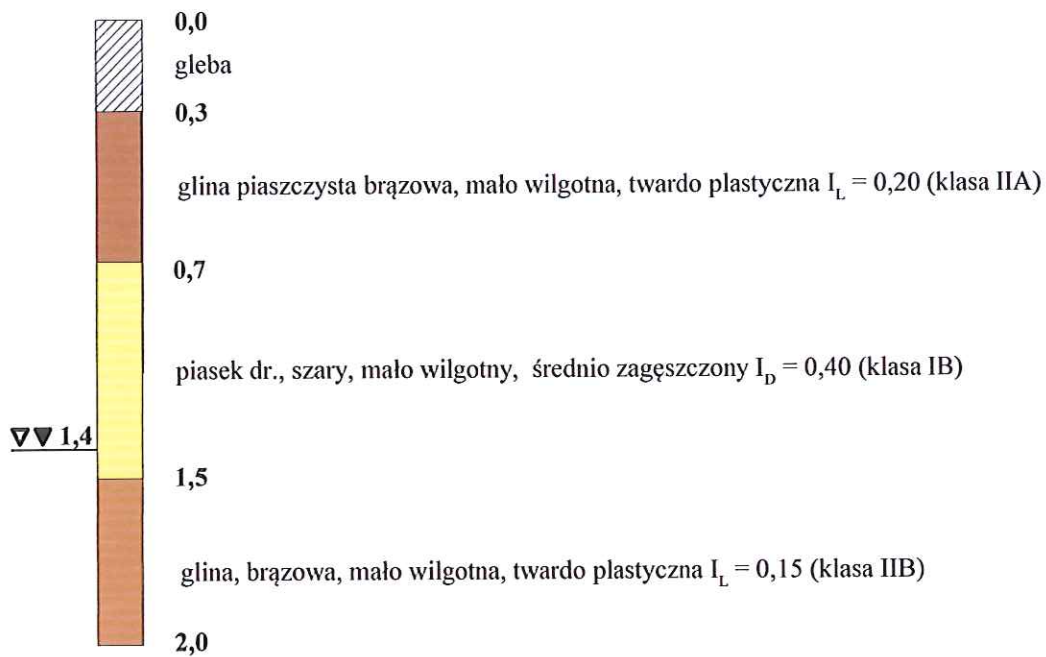 0,0
gleba
0,3
glina piaszczysta brązowa, mało wilgotna, twardo plastyczna I_L = 0,20 (klasa IIA)
0,7
piasek dr., szary, mało wilgotny, średnio zagęszczony I_D = 0,40 (klasa IB)
1,4
1,5
glina, brązowa, mało wilgotna, twardo plastyczna I_L = 0,15 (klasa IIB)
2,0